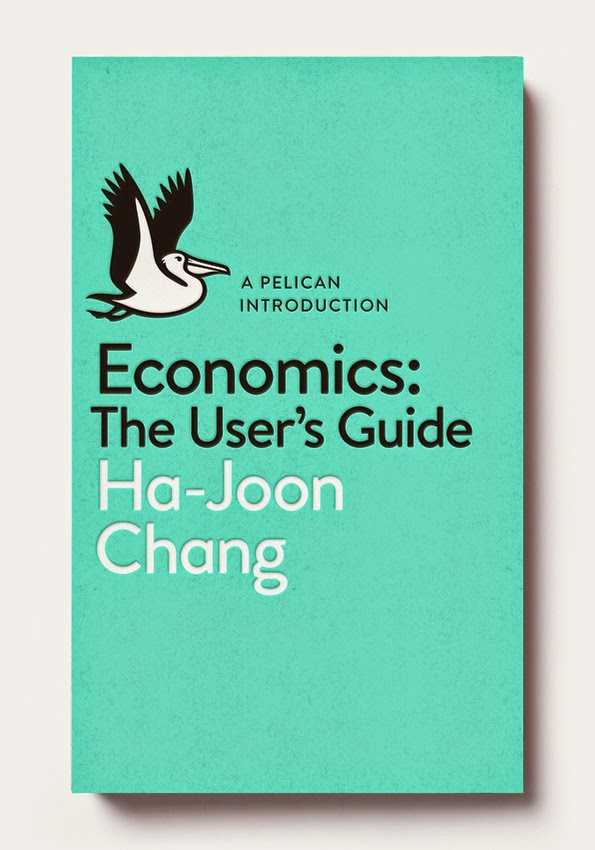 A PELICAN
INTRODUCTION
Economics:
The User’s Guide
Ha-Joon
Chang